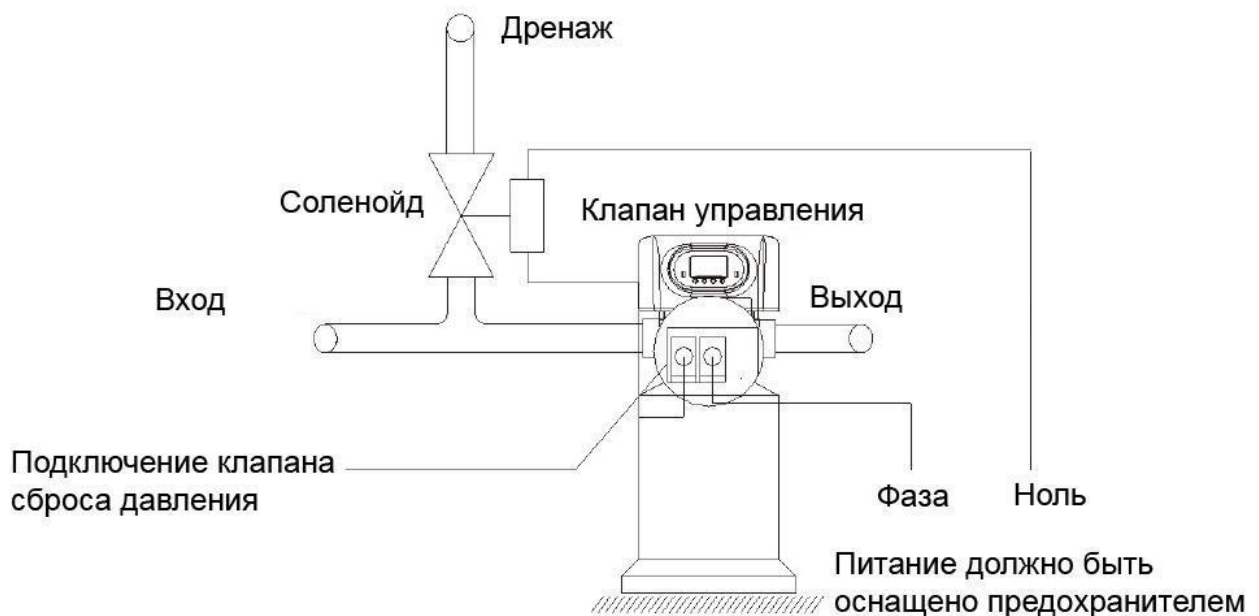 Дренаж
Соленойд
Клапан управления
Вход
Выход
Подключение клапана
сброса давления
Фаза
Ноль
Питание должно быть
оснащено предохранителем